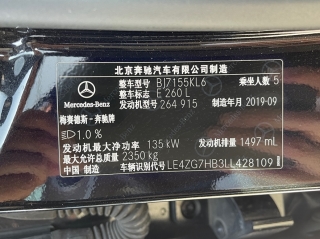 北京奔驰汽车有限公司制造
Mercedes-Benz
整车型号 BJ7155KL6 乘坐人数 5
整车标志 E 260 L
发动机型号 264 915 制造年月 2019-09
梅赛德斯-奔驰牌
1.0 %
发动机最大净功率 135 kW 发动机排量 1497 mL
最大允许总质量 2350 kg
中国 制造 车辆识别代号 LE4ZG7HB3LL428109